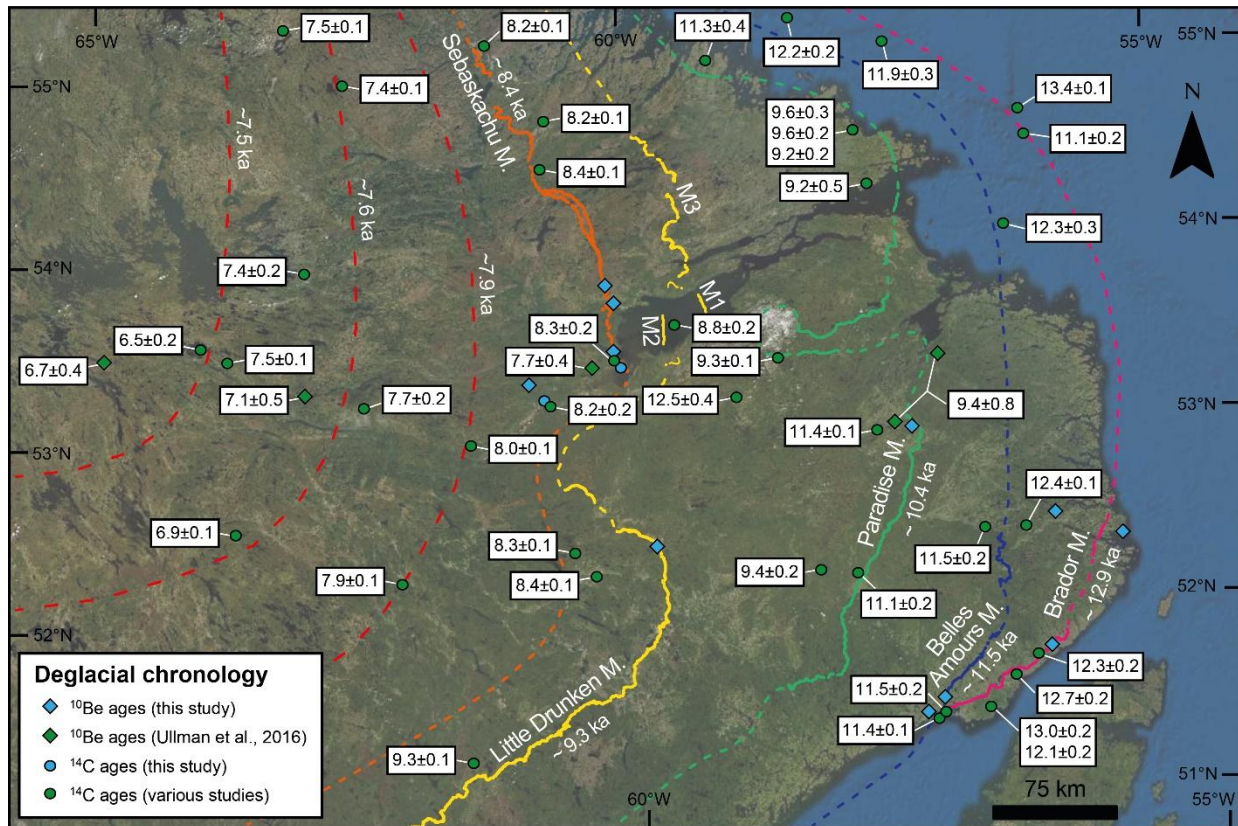 65°W
60°W
55°W
55°N
55°N
7.5±0.1
8.2±0.1
11.3±0.4
12.2±0.2
11.9±0.3
13.4±0.1
11.1±0.2
N
7.4±0.1
Sebaskachu M.
~ 8.4 ka
8.2±0.1
8.4±0.1
9.6±0.3
9.6±0.2
9.2±0.2
9.2±0.5
~7.5 ka
~7.6 ka
~7.9 ka
M3
54°N
12.3±0.3
54°N
7.4±0.2
?
M1
M2
8.3±0.2
8.8±0.2
6.5±0.2
6.7±0.4
7.5±0.1
7.7±0.4
?
9.3±0.1
7.1±0.5
7.7±0.2
8.2±0.2
12.5±0.4
9.4±0.8
53°N
53°N
8.0±0.1
11.4±0.1
Paradise M.
~ 10.4 ka
12.4±0.1
6.9±0.1
8.3±0.1
8.4±0.1
7.9±0.1
9.4±0.2
11.1±0.2
11.5±0.2
Brador M.
~ 12.9 ka
52°N
52°N
Belles
Amours M.
~ 11.5 ka
11.5±0.2
11.4±0.1
12.3±0.2
12.7±0.2
13.0±0.2
12.1±0.2
Little Drunken M.
~ 9.3 ka
9.3±0.1
Deglacial chronology
¹⁰Be ages (this study)
¹⁰Be ages (Ullman et al., 2016)
¹⁴C ages (this study)
¹⁴C ages (various studies)
51°N
75 km
60°W
55°W